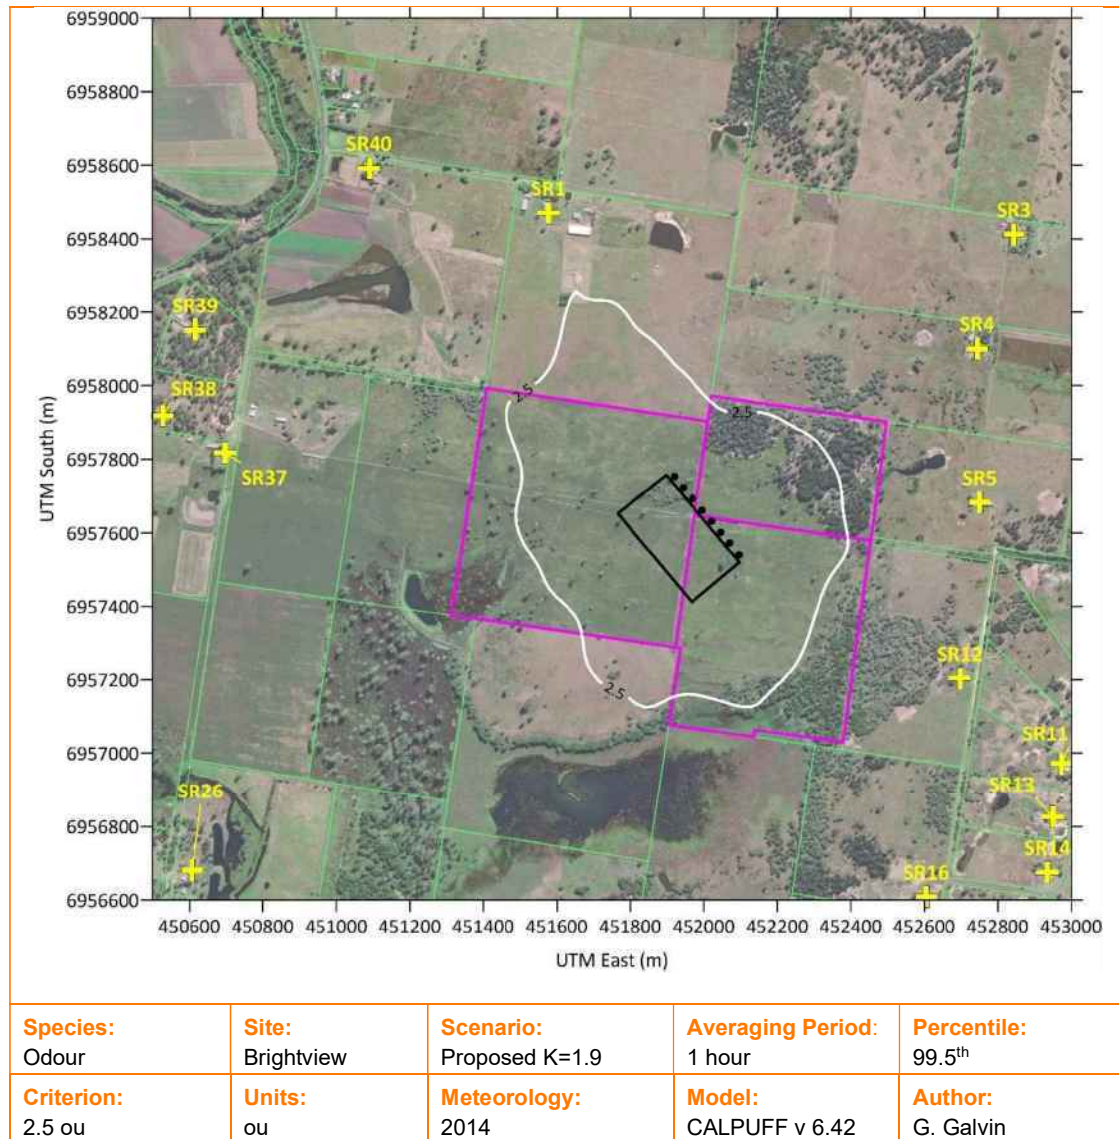 6959000
6958800
6958600
6958400
6958200
6958000
6957800
6957600
6957400
6957200
6957000
6956800
6956600
UTM South (m)
SR40
SR1
SR3
SR39
SR4
2.5
SR38
2.5
SR37
SR5
SR12
2.5
SR11
SR26
SR13
SR14
SR16
450600 450800 451000 451200 451400 451600 451800 452000 452200 452400 452600 452800 453000
UTM East (m)
Species: Site: Scenario: Averaging Period: Percentile:
Odour Brightview Proposed K=1.9 1 hour 99.5th
Criterion: Units: Meteorology: Model: Author:
2.5 ou ou 2014 CALPUFF v 6.42 G. Galvin